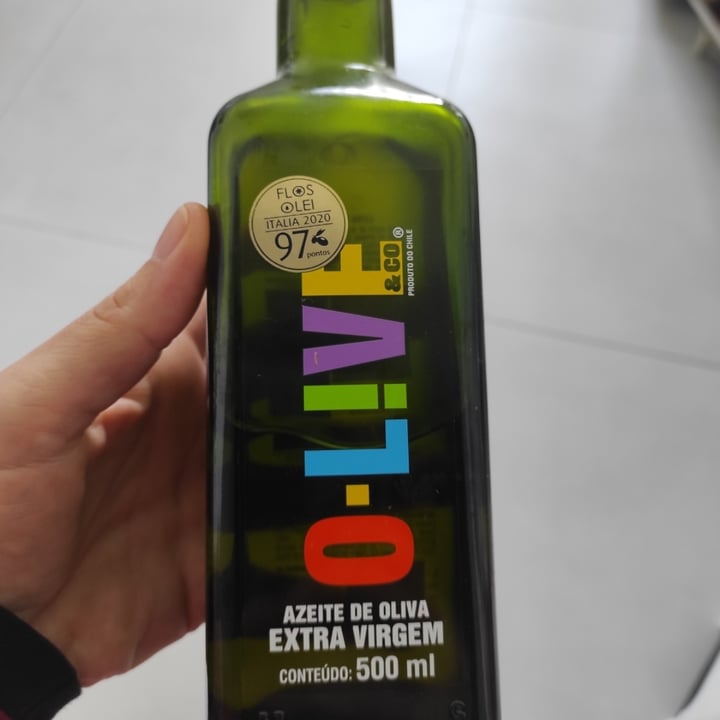 FLOS
OLEI
ITALIA 2020
97
pontos
O·LiVE
&CO®
PRODUTO DO CHILE
AZEITE DE OLIVA
EXTRA VIRGEM
CONTEÚDO: 500 ml